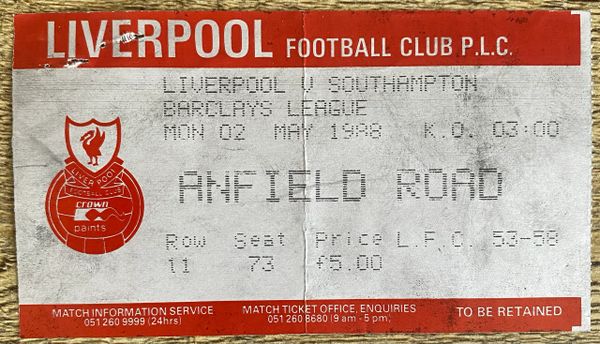 LIVERPOOL FOOTBALL CLUB P.L.C.
LIVERPOOL V SOUTHAMPTON
BARCLAYS LEAGUE
MON 02 MAY 1988 K.O. 03:00
ANFIELD ROAD
LIVERPOOL
FOOTBALL CLUB
crown
paints
Row Seat Price L.F.C. 53-58
11 73 £5.00
MATCH INFORMATION SERVICE
051 260 9999 (24hrs)
MATCH TICKET OFFICE, ENQUIRIES
051 260 8680 (9 am - 5 pm)
TO BE RETAINED